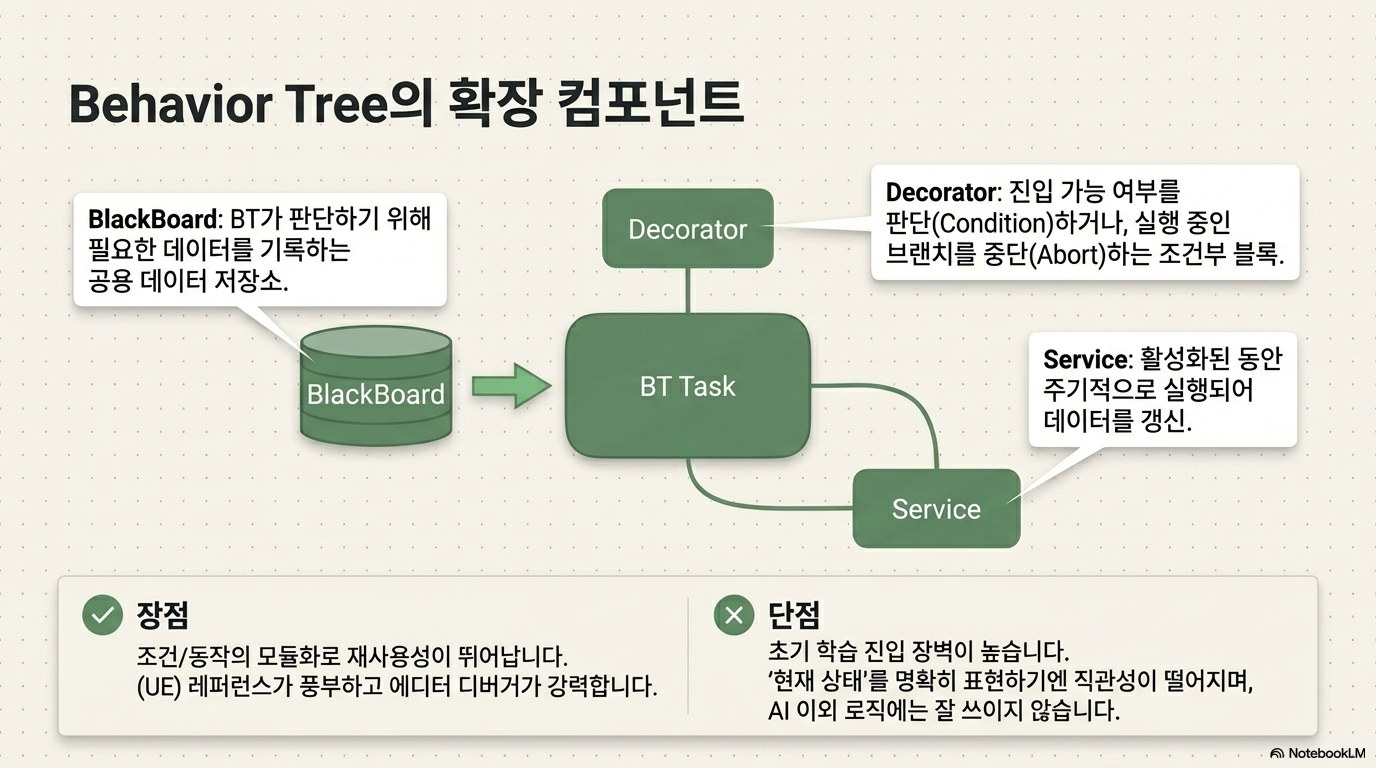 Behavior Tree의 확장 컴포넌트
BlackBoard: BT가 판단하기 위해
필요한 데이터를 기록하는
공용 데이터 저장소.
BlackBoard
Decorator
BT Task
Service
Decorator: 진입 가능 여부를
판단(Condition)하거나, 실행 중인
브랜치를 중단(Abort)하는 조건부 블록.
Service: 활성화된 동안
주기적으로 실행되어
데이터를 갱신.
장점
조건/동작의 모듈화로 재사용성이 뛰어납니다.
(UE) 레퍼런스가 풍부하고 에디터 디버거가 강력합니다.
단점
초기 학습 진입 장벽이 높습니다.
‘현재 상태’를 명확히 표현하기엔 직관성이 떨어지며,
AI 이외 로직에는 잘 쓰이지 않습니다.
NotebookLM